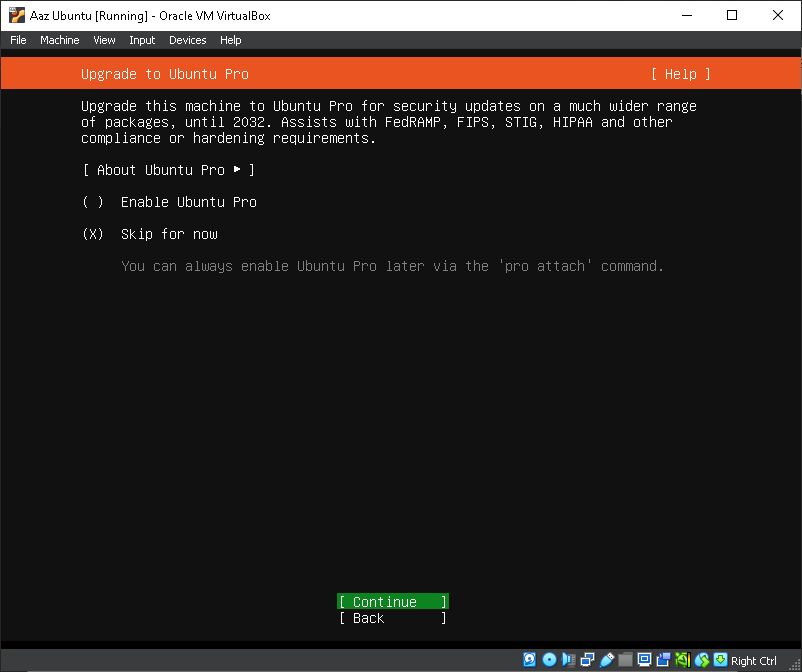 Aaz Ubuntu [Running] - Oracle VM VirtualBox
File Machine View Input Devices Help
Upgrade to Ubuntu Pro [ Help ]
Upgrade this machine to Ubuntu Pro for security updates on a much wider range
of packages, until 2032. Assists with FedRAMP, FIPS, STIG, HIPAA and other
compliance or hardening requirements.
[ About Ubuntu Pro ► ]
( ) Enable Ubuntu Pro
(X) Skip for now
You can always enable Ubuntu Pro later via the 'pro attach' command.
[ Continue ]
[ Back ]
Right Ctrl